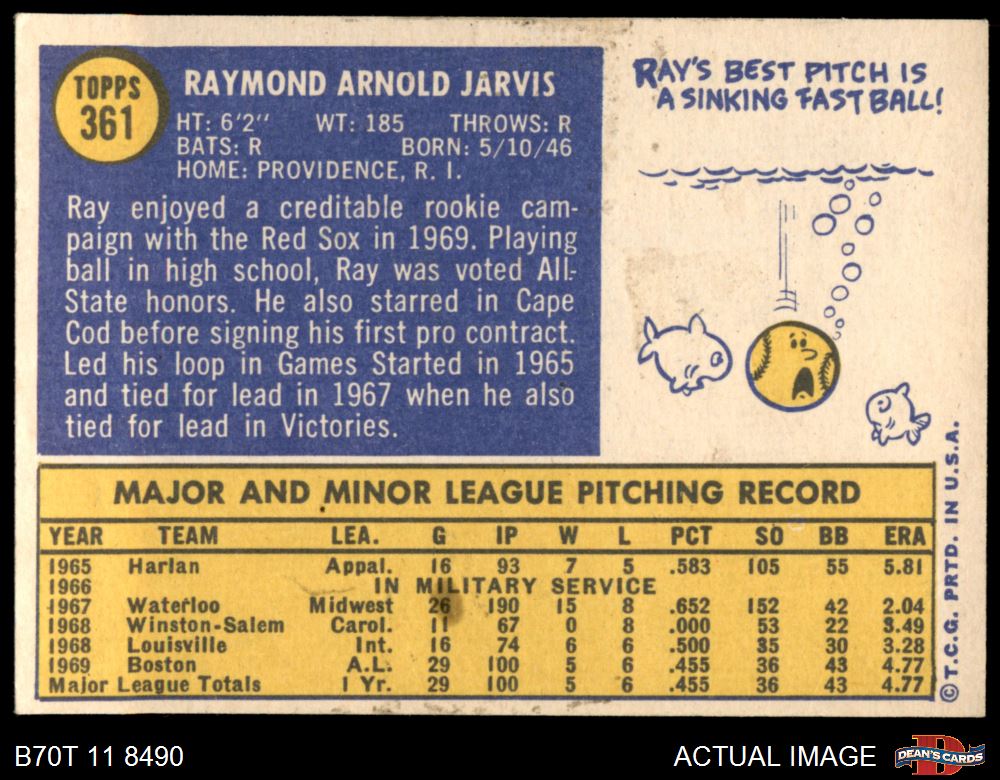 TOPPS
361
RAYMOND ARNOLD JARVIS
HT: 6'2" WT: 185 THROWS: R
BATS: R BORN: 5/10/46
HOME: PROVIDENCE, R. I.
Ray enjoyed a creditable rookie cam-
paign with the Red Sox in 1969. Playing
ball in high school, Ray was voted All-
State honors. He also starred in Cape
Cod before signing his first pro contract.
Led his loop in Games Started in 1965
and tied for lead in 1967 when he also
tied for lead in Victories.
RAY'S BEST PITCH IS
A SINKING FAST BALL!
MAJOR AND MINOR LEAGUE PITCHING RECORD
YEAR TEAM LEA. G IP W L PCT SO BB ERA
1965 Harlan Appal. 16 93 7 5 .583 105 55 5.81
1966 IN MILITARY SERVICE
1967 Waterloo Midwest 26 190 15 8 .652 152 42 2.04
1968 Winston-Salem Carol. 11 67 0 8 .000 53 22 3.49
1968 Louisville Int. 16 74 6 6 .500 35 30 3.28
1969 Boston A.L. 29 100 5 6 .455 36 43 4.77
Major League Totals 1 Yr. 29 100 5 6 .455 36 43 4.77
© T.C.G. PRTD. IN U.S.A.
B70T 11 8490
ACTUAL IMAGE
D
DEAN'S CARDS